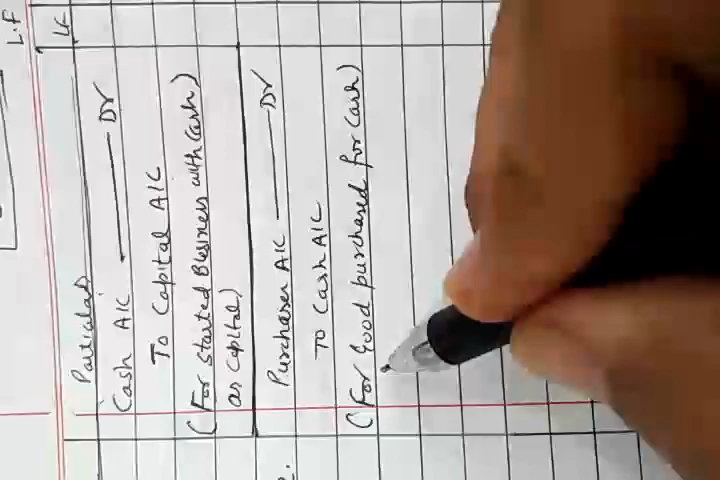 L.F
Particulars LF
Cash A/C ——— Dr
To Capital A/C
(For Started Business with Cash)
as Capital)
Purchases A/C ——— Dr
To Cash A/C
(For Good purchased for Cash)